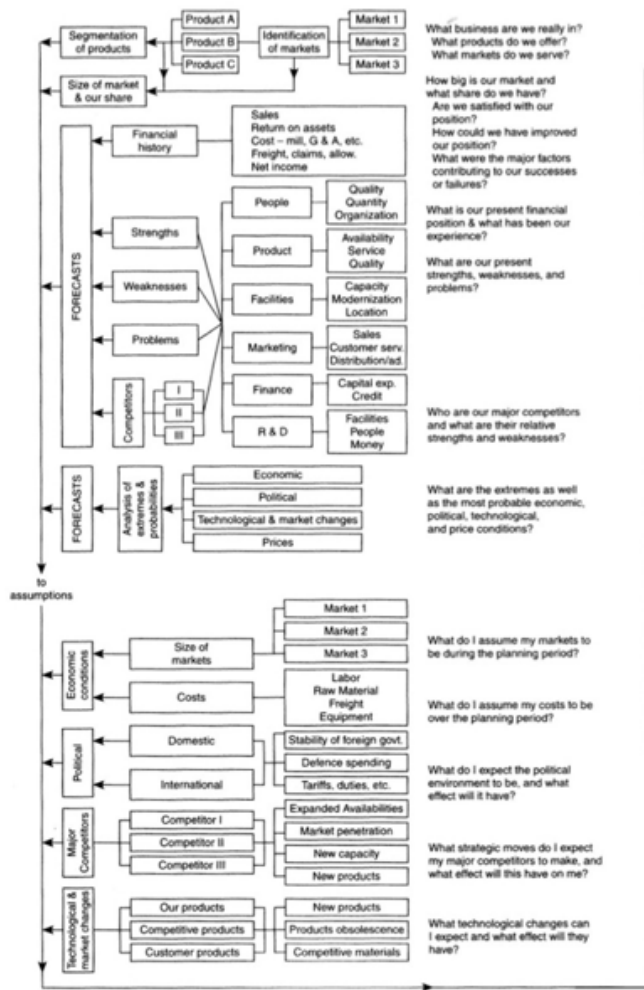 Segmentation
of products
Product A
Product B
Product C
Identification
of markets
Market 1
Market 2
Market 3
What business are we really in?
What products do we offer?
What markets do we serve?
Size of market
& our share
How big is our market and
what share do we have?
Are we satisfied with our
position?
How could we have improved
our position?
What were the major factors
contributing to our successes
or failures?
FORECASTS
Financial
history
Sales
Return on assets
Cost – mill, G & A, etc.
Freight, claims, allow.
Net income
What is our present financial
position & what has been our
experience?
Strengths
Weaknesses
Problems
Competitors
I
II
III
People
Quality
Quantity
Organization
Product
Availability
Service
Quality
Facilities
Capacity
Modernization
Location
Marketing
Sales
Customer serv.
Distribution/ad.
Finance
Capital exp.
Credit
R & D
Facilities
People
Money
What are our present
strengths, weaknesses, and
problems?
Who are our major competitors
and what are their relative
strengths and weaknesses?
FORECASTS
Analysis of
extremes &
probabilities
Economic
Political
Technological & market changes
Prices
What are the extremes as well
as the most probable economic,
political, technological,
and price conditions?
to
assumptions
Economic
conditions
Size of
markets
Market 1
Market 2
Market 3
What do I assume my markets to
be during the planning period?
Costs
Labor
Raw Material
Freight
Equipment
What do I assume my costs to be
over the planning period?
Political
Domestic
International
Stability of foreign govt.
Defence spending
Tariffs, duties, etc.
What do I expect the political
environment to be, and what
effect will it have?
Major
Competitors
Competitor I
Competitor II
Competitor III
Expanded Availabilities
Market penetration
New capacity
New products
What strategic moves do I expect
my major competitors to make, and
what effect will this have on me?
Technological &
market changes
Our products
Competitive products
Customer products
New products
Products obsolescence
Competitive materials
What technological changes can
I expect and what effect will they
have?